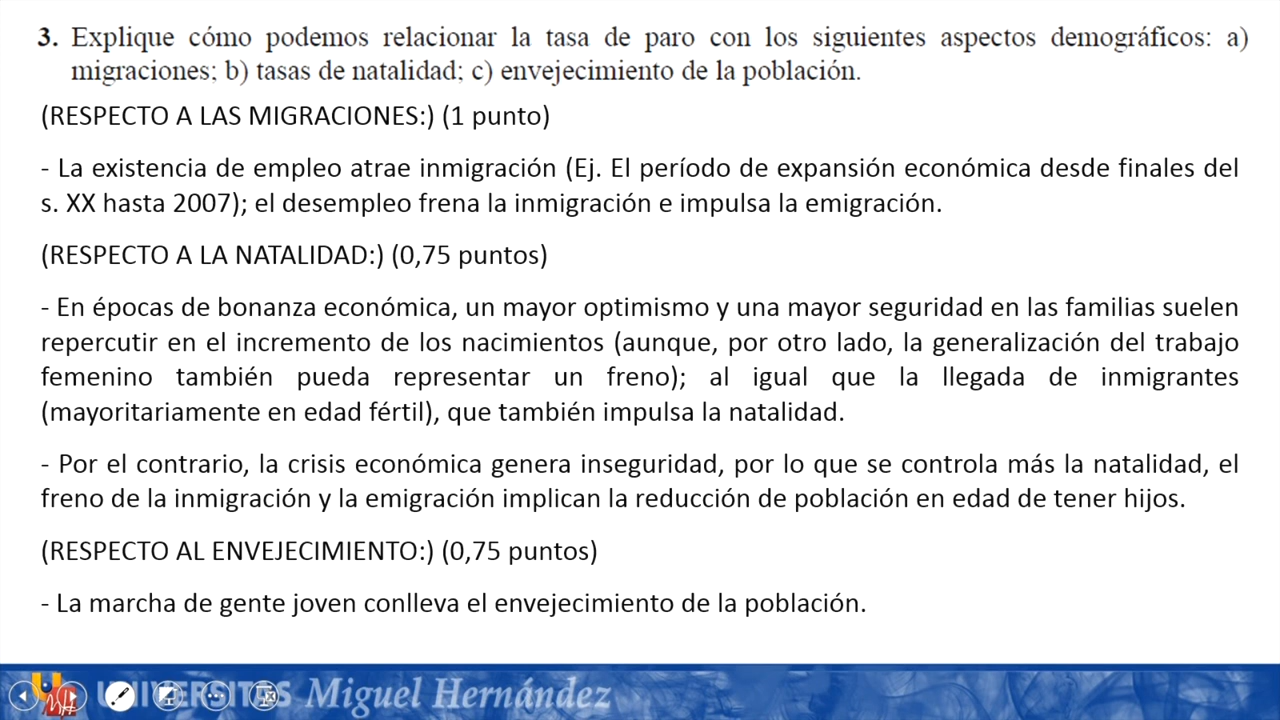 3. Explique cómo podemos relacionar la tasa de paro con los siguientes aspectos demográficos: a)
migraciones; b) tasas de natalidad; c) envejecimiento de la población.
(RESPECTO A LAS MIGRACIONES:) (1 punto)
- La existencia de empleo atrae inmigración (Ej. El período de expansión económica desde finales del
s. XX hasta 2007); el desempleo frena la inmigración e impulsa la emigración.
(RESPECTO A LA NATALIDAD:) (0,75 puntos)
- En épocas de bonanza económica, un mayor optimismo y una mayor seguridad en las familias suelen
repercutir en el incremento de los nacimientos (aunque, por otro lado, la generalización del trabajo
femenino también pueda representar un freno); al igual que la llegada de inmigrantes
(mayoritariamente en edad fértil), que también impulsa la natalidad.
- Por el contrario, la crisis económica genera inseguridad, por lo que se controla más la natalidad, el
freno de la inmigración y la emigración implican la reducción de población en edad de tener hijos.
(RESPECTO AL ENVEJECIMIENTO:) (0,75 puntos)
- La marcha de gente joven conlleva el envejecimiento de la población.
UNIVERSITAS Miguel Hernández